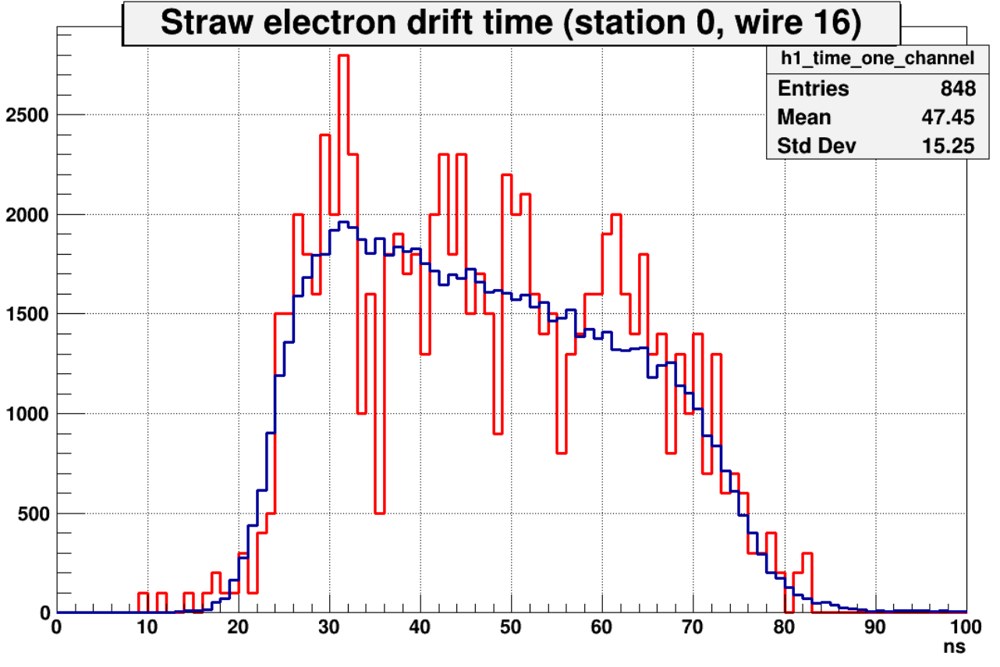 Straw electron drift time (station 0, wire 16)
h1_time_one_channel
Entries 848
Mean 47.45
Std Dev 15.25
2500
2000
1500
1000
500
0
0 10 20 30 40 50 60 70 80 90 100
ns